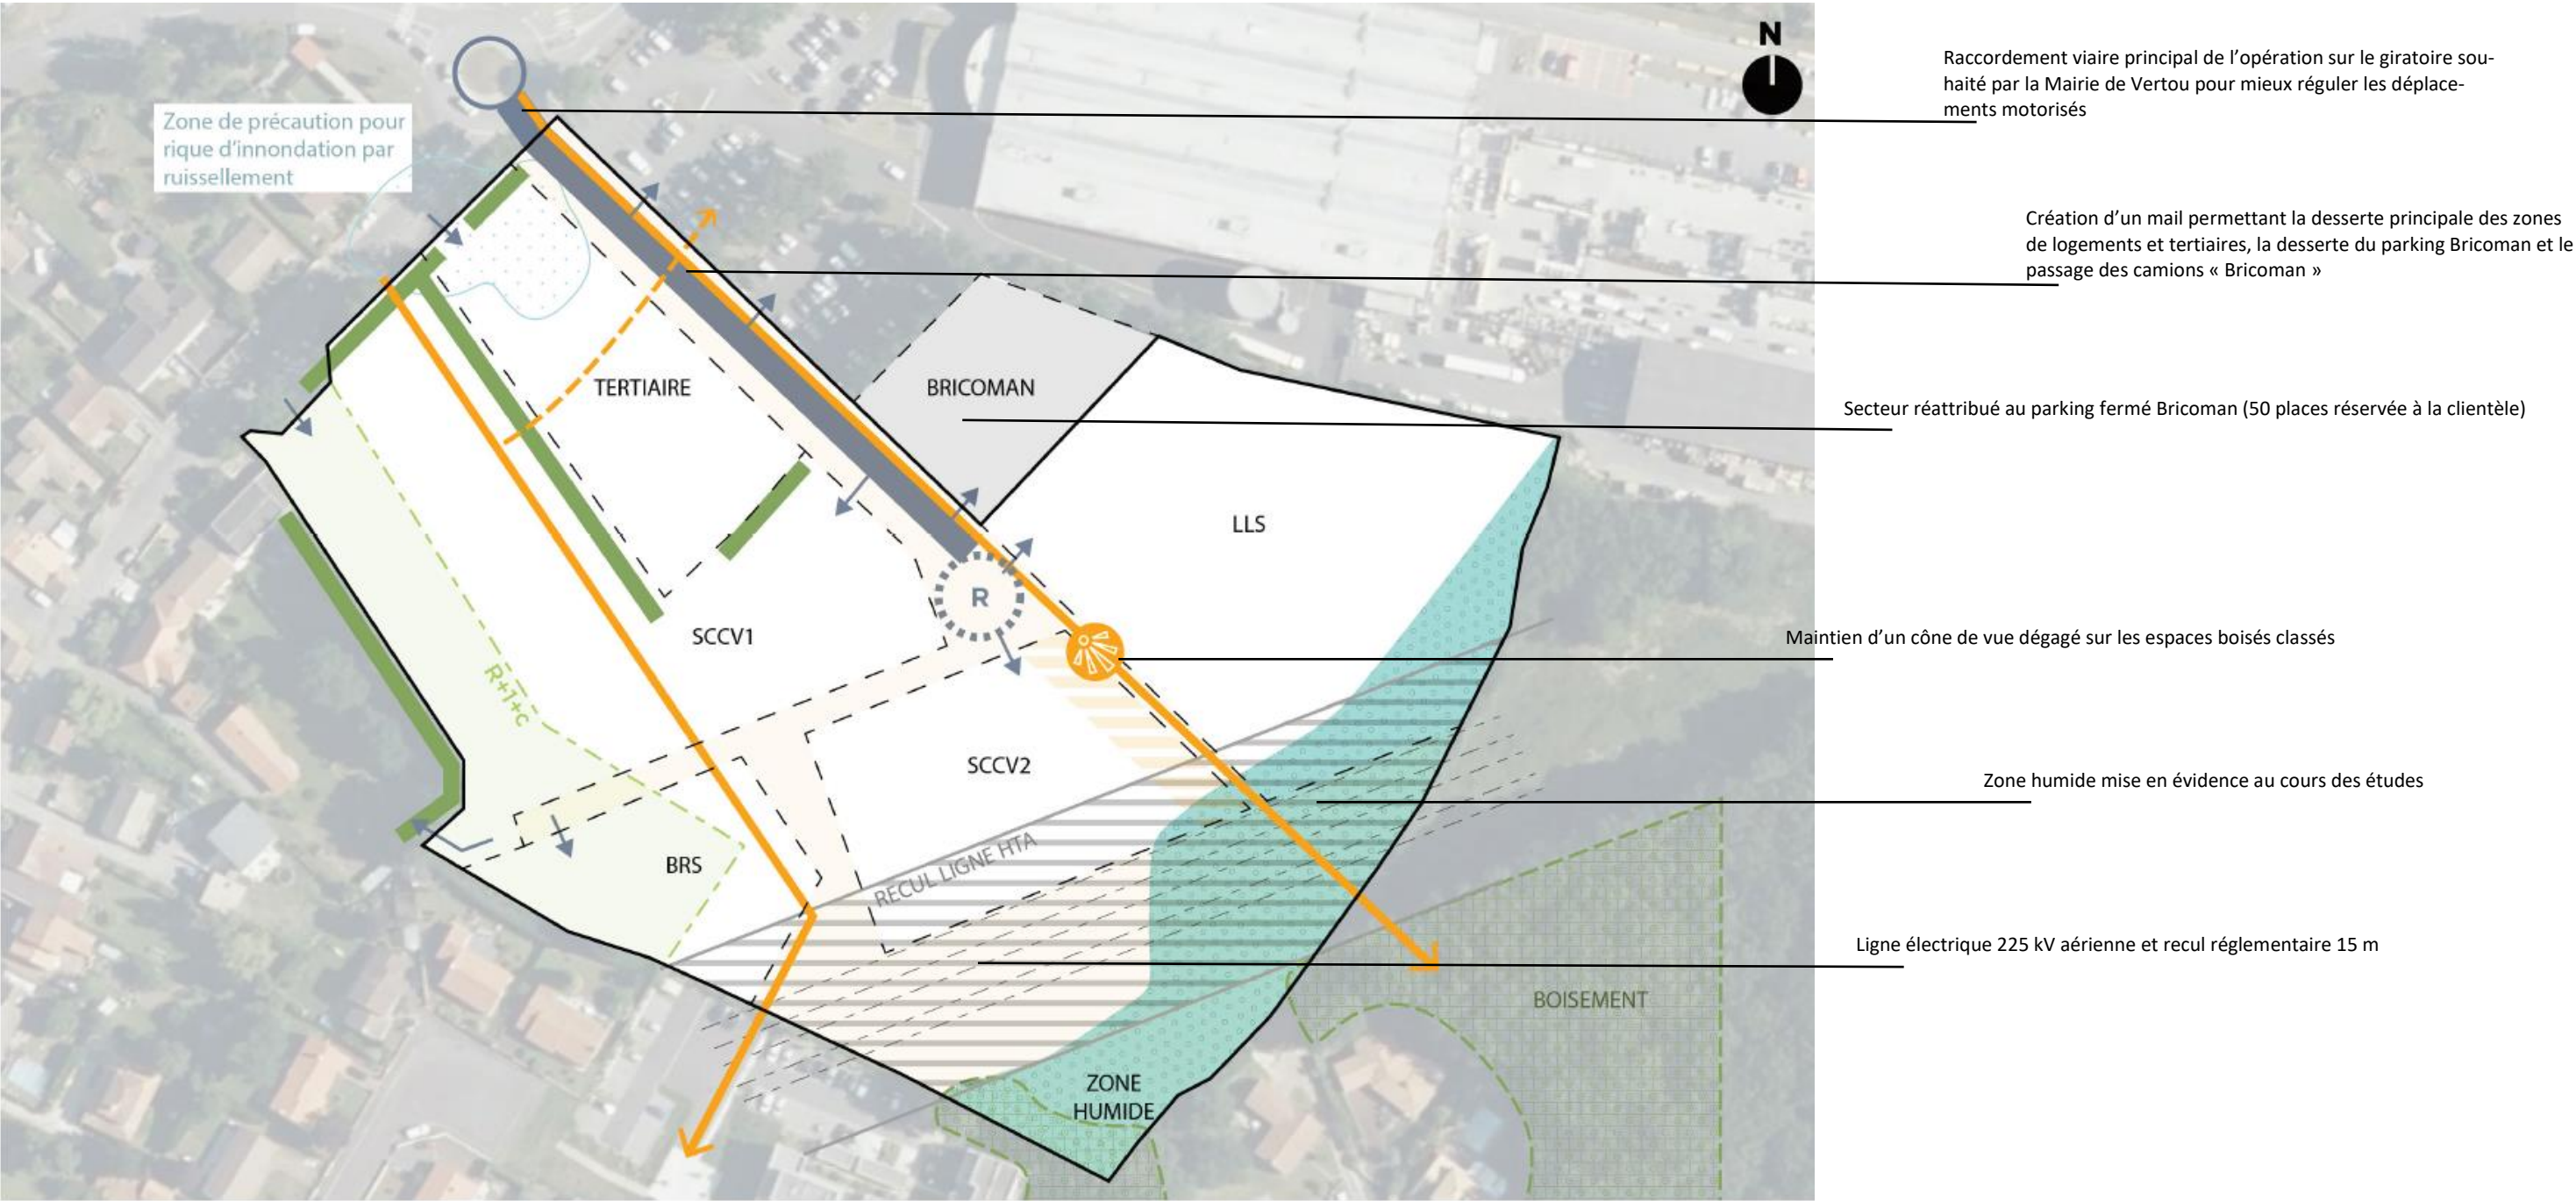 N
Raccordement viaire principal de l’opération sur le giratoire sou-
haité par la Mairie de Vertou pour mieux réguler les déplace-
ments motorisés
Zone de précaution pour
rique d'innondation par
ruissellement
Création d’un mail permettant la desserte principale des zones
de logements et tertiaires, la desserte du parking Bricoman et le
passage des camions « Bricoman »
TERTIAIRE
BRICOMAN
Secteur réattribué au parking fermé Bricoman (50 places réservée à la clientèle)
LLS
R
SCCV1
Maintien d’un cône de vue dégagé sur les espaces boisés classés
R+1+c
SCCV2
Zone humide mise en évidence au cours des études
BRS
RECUL LIGNE HTA
Ligne électrique 225 kV aérienne et recul réglementaire 15 m
BOISEMENT
ZONE
HUMIDE